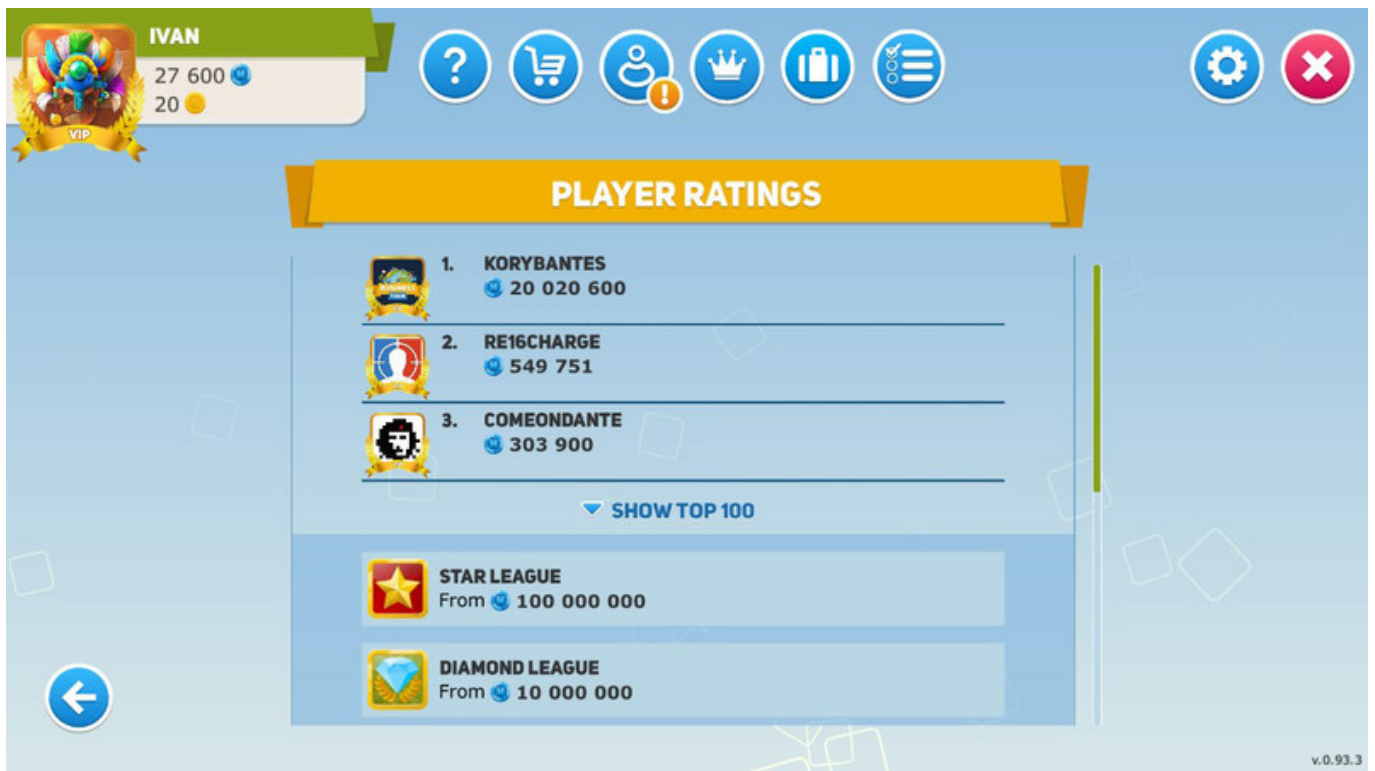 IVAN
27 600
20
VIP
PLAYER RATINGS
1. KORYBANTES
20 020 600
2. RE16CHARGE
549 751
3. COMEONDANTE
303 900
SHOW TOP 100
STAR LEAGUE
From 100 000 000
DIAMOND LEAGUE
From 10 000 000
v.0.93.3